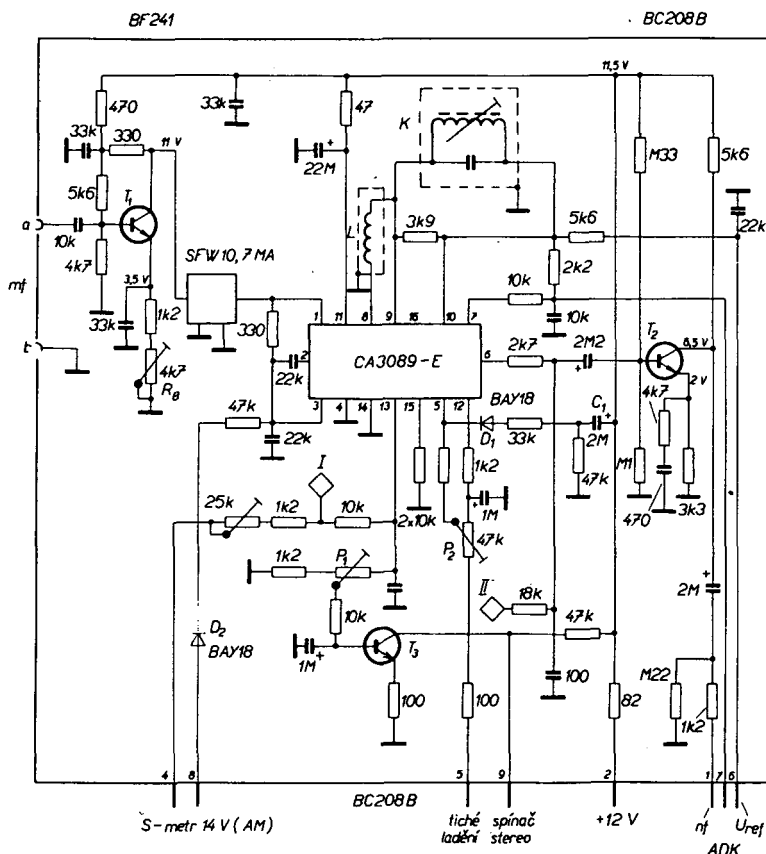 BF241 BC208B
11,5 V
470 33k 47 K M33 5k6
33k 330 11 V 22M
5k6 T1 L 3k9 5k6 22k
a 10k 2k2
4k7 SFW10,7MA 10k
mf 3,5 V 1 11 8 9 16 10 7 10k T2
33k 1k2 330 8,5 V
CA3089-E 6 2k7 2M2
t 4k7 2 2 V
R8 22k BAY18 4k7
3 4 14 13 15 5 12 C1
47k D1 33k 2M
22k 1k2 47k M1
I 470 3k3
25k 1k2 10k 2x10k 1M
P2 47k
1k2 P1 II 18k 2M
D2 10k 47k
BAY18 1M T3
100 100 100 82 M22 1k2
4 8 5 9 2 1 7 6
BC208B
S-metr 14 V (AM) tiché spínač +12 V nf Uref
ladění stereo ADK